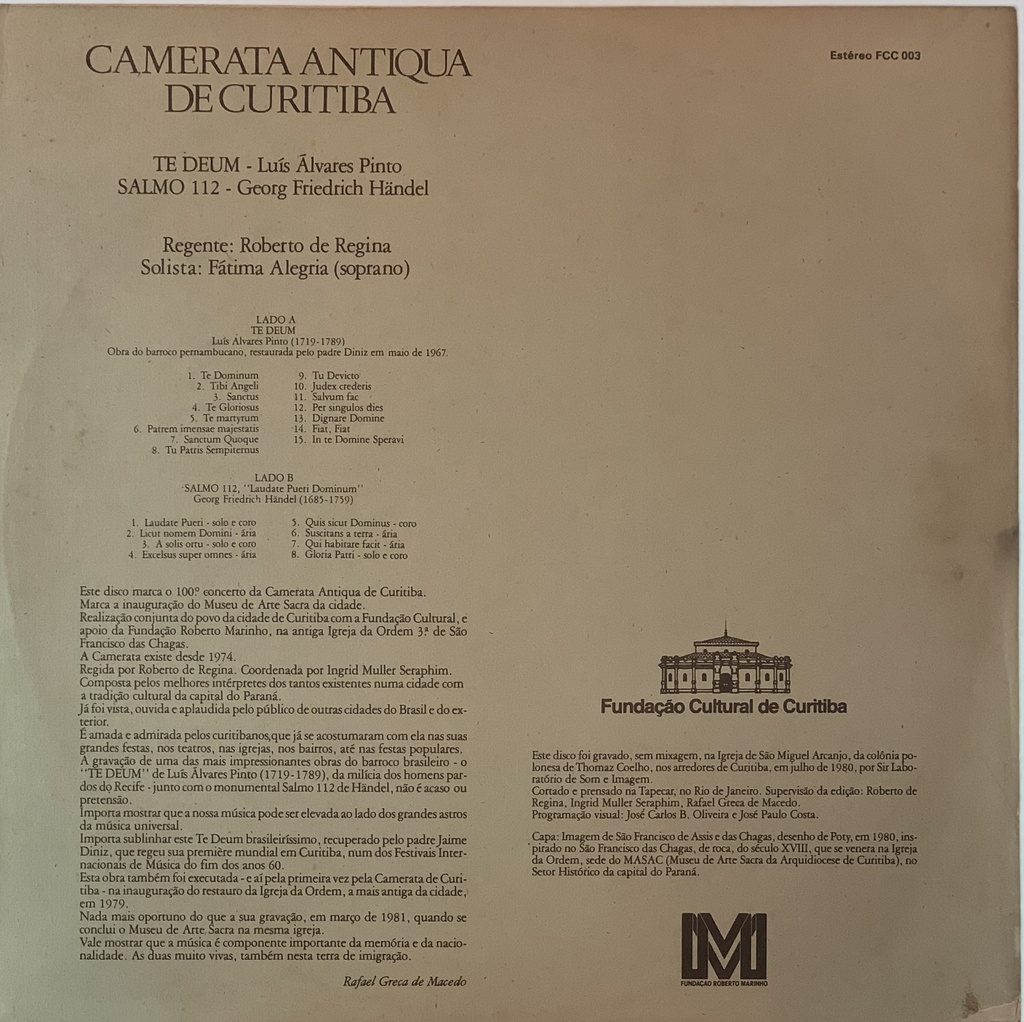 CAMERATA ANTIQUA
DE CURITIBA
Estéreo FCC 003
TE DEUM - Luís Álvares Pinto
SALMO 112 - Georg Friedrich Händel
Regente: Roberto de Regina
Solista: Fátima Alegria (soprano)
LADO A
TE DEUM
Luís Álvares Pinto (1719-1789)
Obra do barroco pernambucano, restaurada pelo padre Diniz em maio de 1967.
1. Te Dominum
2. Tibi Angeli
3. Sanctus
4. Te Gloriosus
5. Te martyrum
6. Patrem imensae majestatis
7. Sanctum Quoque
8. Tu Patris Sempiternus
9. Tu Devicto
10. Judex crederis
11. Salvum fac
12. Per singulos dies
13. Dignare Domine
14. Fiat, Fiat
15. In te Domine Speravi
LADO B
SALMO 112, "Laudate Pueri Dominum"
Georg Friedrich Händel (1685-1759)
1. Laudate Pueri - solo e coro
2. Licut nomem Domini - ária
3. A solis ortu - solo e coro
4. Excelsus super omnes - ária
5. Quis sicut Dominus - coro
6. Suscitans a terra - ária
7. Qui habitare facit - ária
8. Gloria Patri - solo e coro
Este disco marca o 100º concerto da Camerata Antiqua de Curitiba.
Marca a inauguração do Museu de Arte Sacra da cidade.
Realização conjunta do povo da cidade de Curitiba com a Fundação Cultural, e
apoio da Fundação Roberto Marinho, na antiga Igreja da Ordem 3ª de São
Francisco das Chagas.
A Camerata existe desde 1974.
Regida por Roberto de Regina. Coordenada por Ingrid Muller Seraphim.
Composta pelos melhores intérpretes dos tantos existentes numa cidade com
a tradição cultural da capital do Paraná.
Já foi vista, ouvida e aplaudida pelo público de outras cidades do Brasil e do ex-
terior.
É amada e admirada pelos curitibanos,que já se acostumaram com ela nas suas
grandes festas, nos teatros, nas igrejas, nos bairros, até nas festas populares.
A gravação de uma das mais impressionantes obras do barroco brasileiro - o
"TE DEUM" de Luís Álvares Pinto (1719-1789), da milícia dos homens par-
dos do Recife - junto com o monumental Salmo 112 de Händel, não é acaso ou
pretensão.
Importa mostrar que a nossa música pode ser elevada ao lado dos grandes astros
da música universal.
Importa sublinhar este Te Deum brasileiríssimo, recuperado pelo padre Jaime
Diniz, que regeu sua première mundial em Curitiba, num dos Festivais Inter-
nacionais de Música do fim dos anos 60.
Esta obra também foi executada - e aí pela primeira vez pela Camerata de Curi-
tiba - na inauguração do restauro da Igreja da Ordem, a mais antiga da cidade,
em 1979.
Nada mais oportuno do que a sua gravação, em março de 1981, quando se
conclui o Museu de Arte Sacra na mesma igreja.
Vale mostrar que a música é componente importante da memória e da nacio-
nalidade. As duas muito vivas, também nesta terra de imigração.
Rafael Greca de Macedo
Fundação Cultural de Curitiba
Este disco foi gravado, sem mixagem, na Igreja de São Miguel Arcanjo, da colônia po-
lonesa de Thomaz Coelho, nos arredores de Curitiba, em julho de 1980, por Sir Labo-
ratório de Som e Imagem.
Cortado e prensado na Tapecar, no Rio de Janeiro. Supervisão da edição: Roberto de
Regina, Ingrid Muller Seraphim, Rafael Greca de Macedo.
Programação visual: José Carlos B. Oliveira e José Paulo Costa.
Capa: Imagem de São Francisco de Assis e das Chagas, desenho de Poty, em 1980, ins-
pirado no São Francisco das Chagas, de roca, do século XVIII, que se venera na Igreja
da Ordem, sede do MASAC (Museu de Arte Sacra da Arquidiocese de Curitiba), no
Setor Histórico da capital do Paraná.
FUNDAÇÃO ROBERTO MARINHO